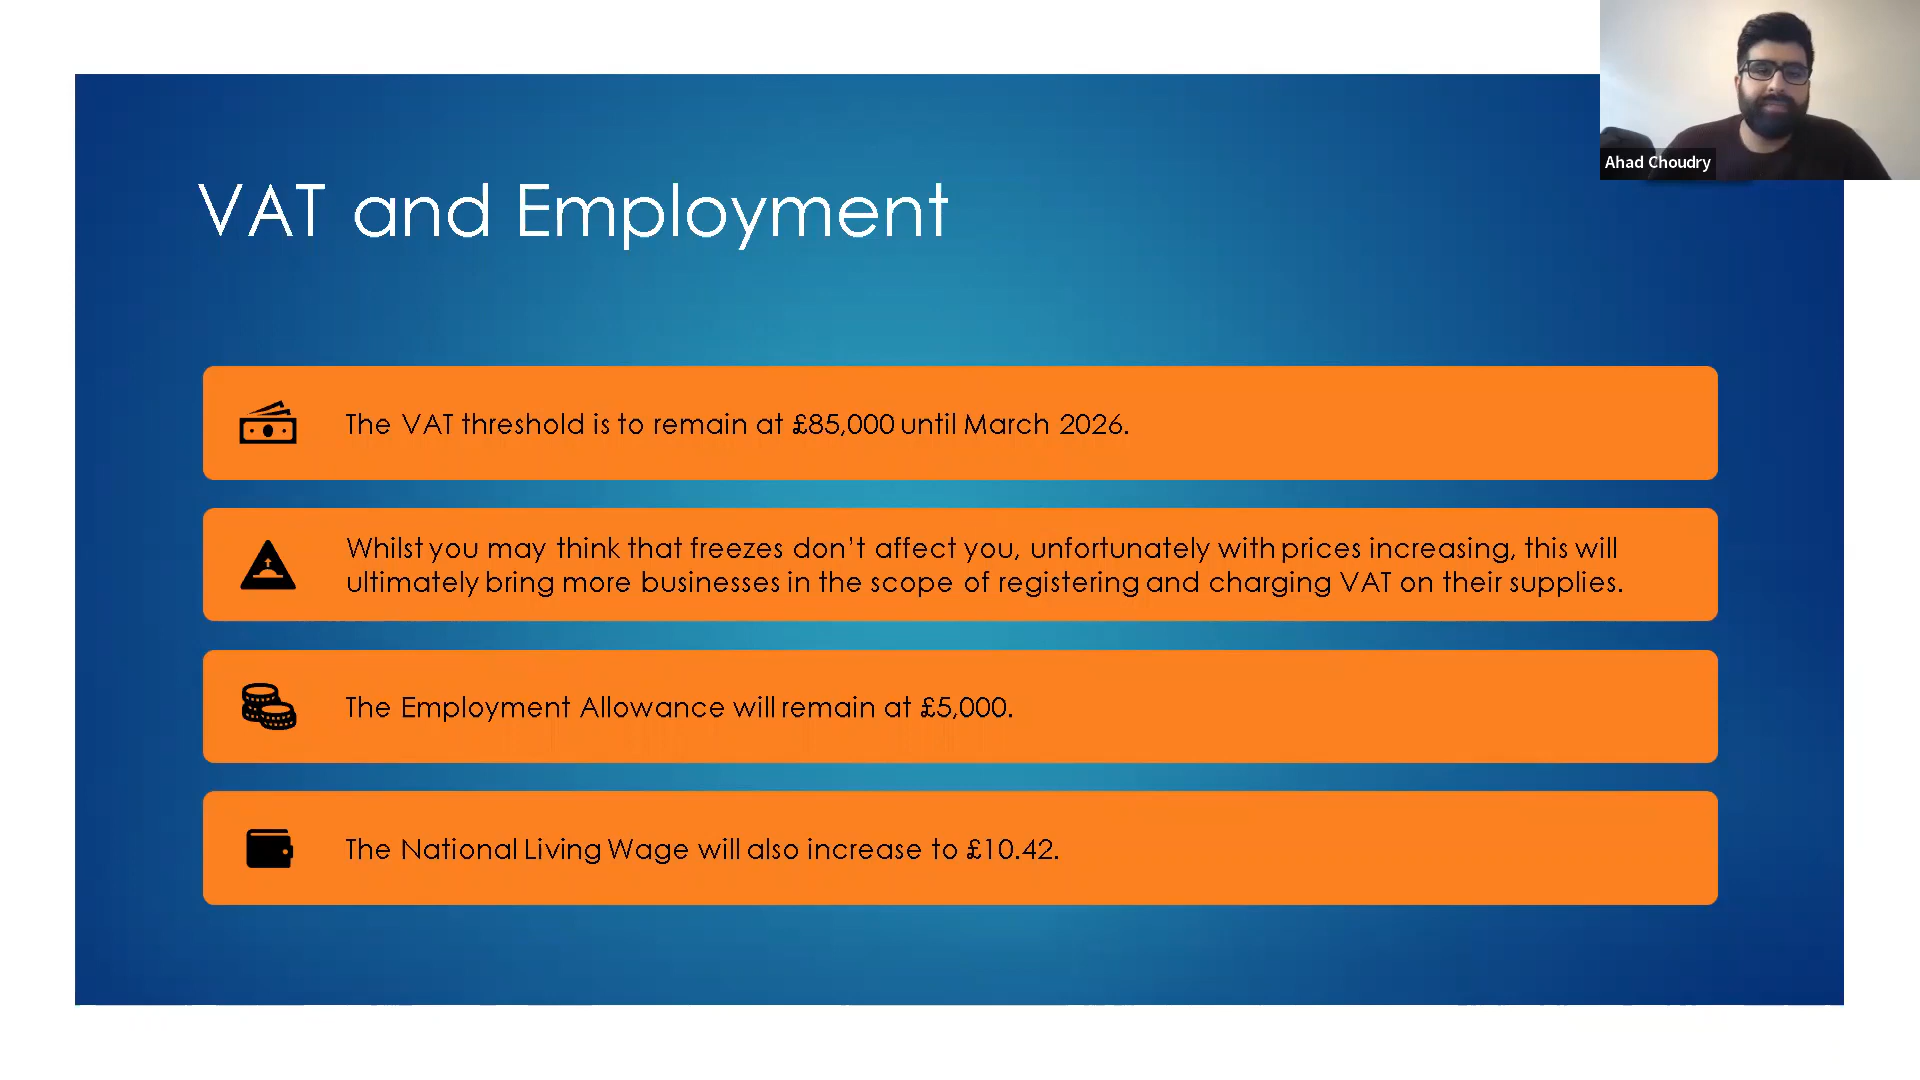 Ahad Choudry
VAT and Employment
The VAT threshold is to remain at £85,000 until March 2026.
Whilst you may think that freezes don’t affect you, unfortunately with prices increasing, this will
ultimately bring more businesses in the scope of registering and charging VAT on their supplies.
The Employment Allowance will remain at £5,000.
The National Living Wage will also increase to £10.42.